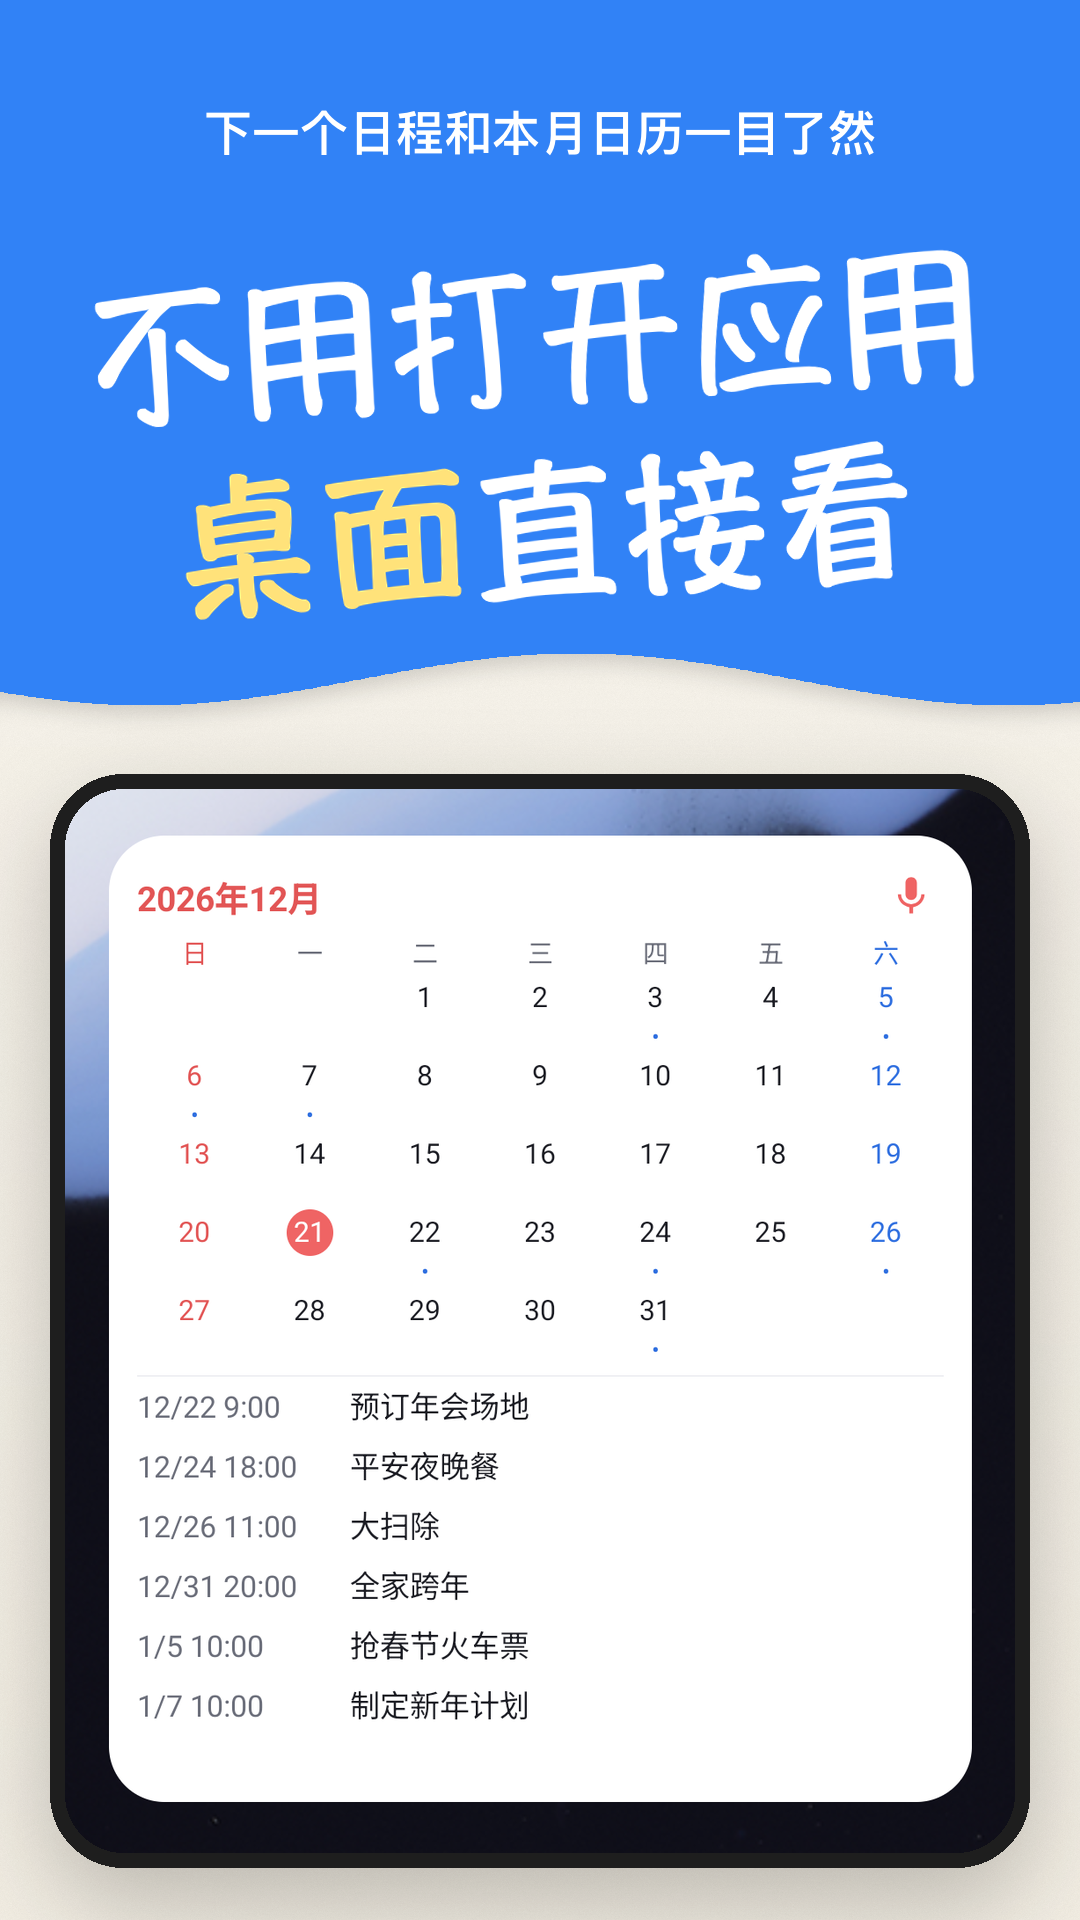 下一个日程和本月日历一目了然
不用打开应用
桌面直接看
2026年12月
日 一 二 三 四 五 六
1 2 3 4 5
6 7 8 9 10 11 12
13 14 15 16 17 18 19
20 21 22 23 24 25 26
27 28 29 30 31
12/22 9:00 预订年会场地
12/24 18:00 平安夜晚餐
12/26 11:00 大扫除
12/31 20:00 全家跨年
1/5 10:00 抢春节火车票
1/7 10:00 制定新年计划